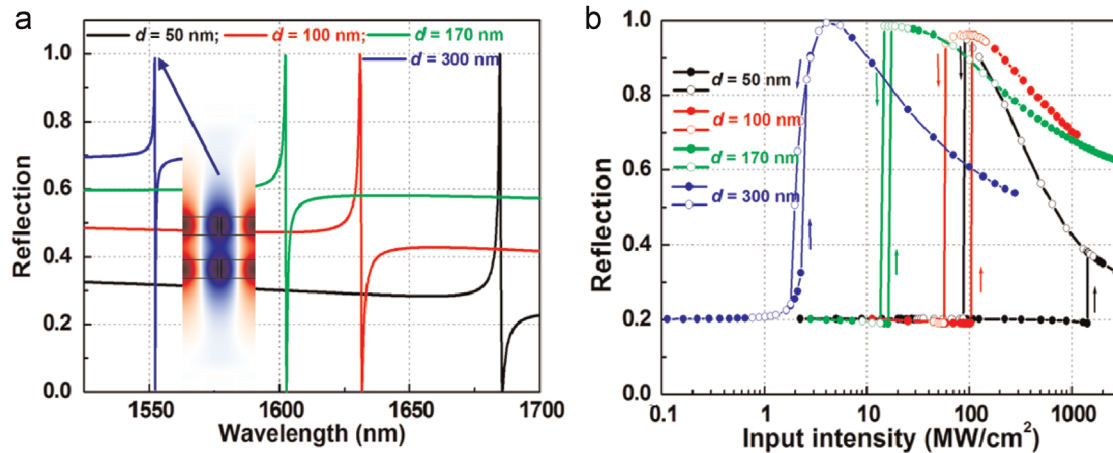 a
d = 50 nm; d = 100 nm; d = 170 nm
d = 300 nm
1.0
0.8
0.6
0.4
0.2
0.0
Reflection
1550 1600 1650 1700
Wavelength (nm)
b
1.0
0.8
0.6
0.4
0.2
0.0
Reflection
d = 50 nm
d = 100 nm
d = 170 nm
d = 300 nm
0.1 1 10 100 1000
Input intensity (MW/cm²)